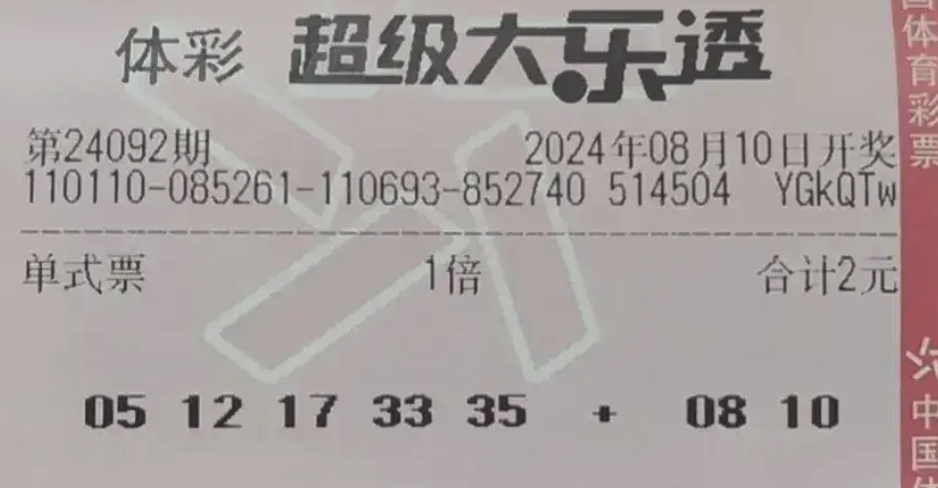 体彩 超级大乐透
第24092期 2024年08月10日开奖
110110-085261-110693-852740 514504 YGkQTw
单式票 1倍 合计2元
05 12 17 33 35 + 08 10
国体育彩票
中国体